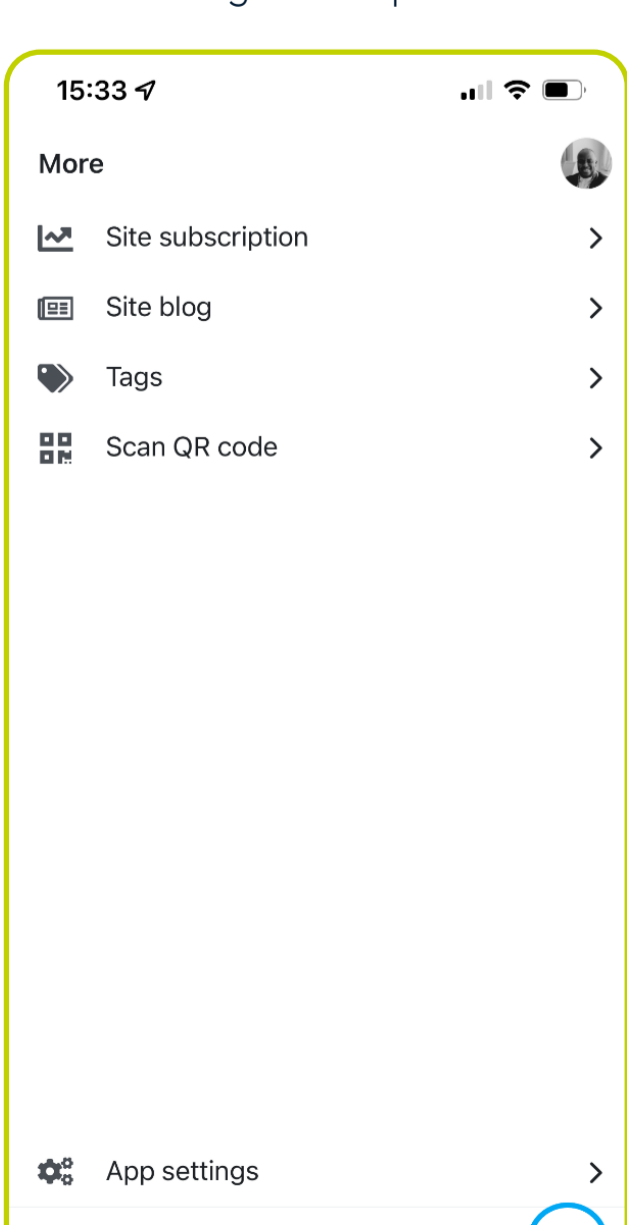 15:33
More
Site subscription
Site blog
Tags
Scan QR code
App settings